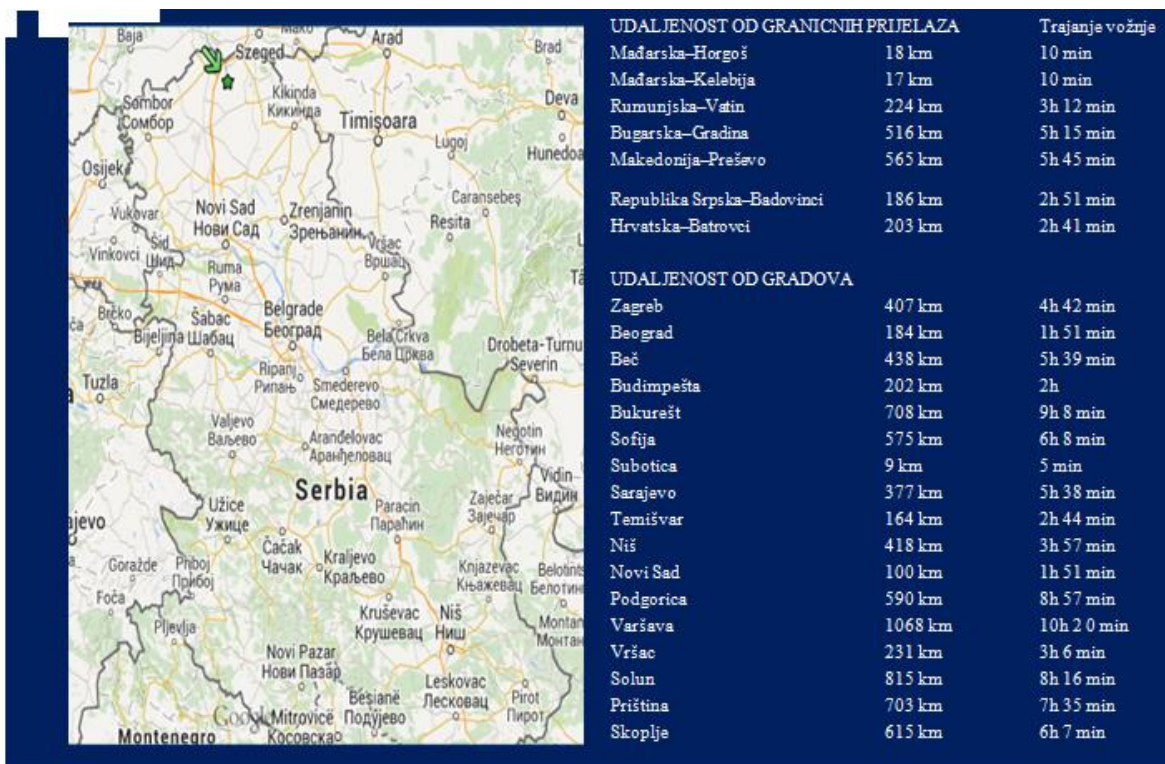 Baja
Mako
Arad
Brad
Szeged
Sombor
Сомбор
Kikinda
Кикинда
Deva
Timișoara
Lugoj
Hunedoa
Osijek
Vukovar
Novi Sad
Нови Сад
Zrenjanin
Зрењанин
Caransebeș
Resita
Vinkovci
Šid
Шид
Ruma
Рума
Vršac
Вршац
Brčko
Bijeljina
Šabac
Шабац
Belgrade
Београд
Bela Crkva
Бела Црква
Drobeta-Turnu
Severin
Tuzla
Ripanj
Рипањ
Smederevo
Смедерево
Valjevo
Ваљево
Aranđelovac
Аранђеловац
Negotin
Неготин
Serbia
Vidin
Видин
Užice
Ужице
Paracin
Параћин
Zaječar
Зајечар
ajevo
Čačak
Чачак
Kraljevo
Краљево
Goražde
Priboj
Прибој
Knjazevac
Књажевац
Belotints
Белотин
Foča
Pljevlja
Kruševac
Крушевац
Niš
Ниш
Montan
Монтан
Novi Pazar
Нови Пазар
Leskovac
Лесковац
Pirot
Пирот
Besianë
Подујево
Google
Mitrovicë
Косовска
Montenegro
UDALJENOST OD GRANICNIH PRIJELAZA Trajanje vožnje
Mađarska–Horgoš 18 km 10 min
Mađarska–Kelebija 17 km 10 min
Rumunjska–Vatin 224 km 3h 12 min
Bugarska–Gradina 516 km 5h 15 min
Makedonija–Preševo 565 km 5h 45 min
Republika Srpska–Badovinci 186 km 2h 51 min
Hrvatska–Batrovci 203 km 2h 41 min
UDALJENOST OD GRADOVA
Zagreb 407 km 4h 42 min
Beograd 184 km 1h 51 min
Beč 438 km 5h 39 min
Budimpešta 202 km 2h
Bukurešt 708 km 9h 8 min
Sofija 575 km 6h 8 min
Subotica 9 km 5 min
Sarajevo 377 km 5h 38 min
Temišvar 164 km 2h 44 min
Niš 418 km 3h 57 min
Novi Sad 100 km 1h 51 min
Podgorica 590 km 8h 57 min
Varšava 1068 km 10h 2 0 min
Vršac 231 km 3h 6 min
Solun 815 km 8h 16 min
Priština 703 km 7h 35 min
Skoplje 615 km 6h 7 min